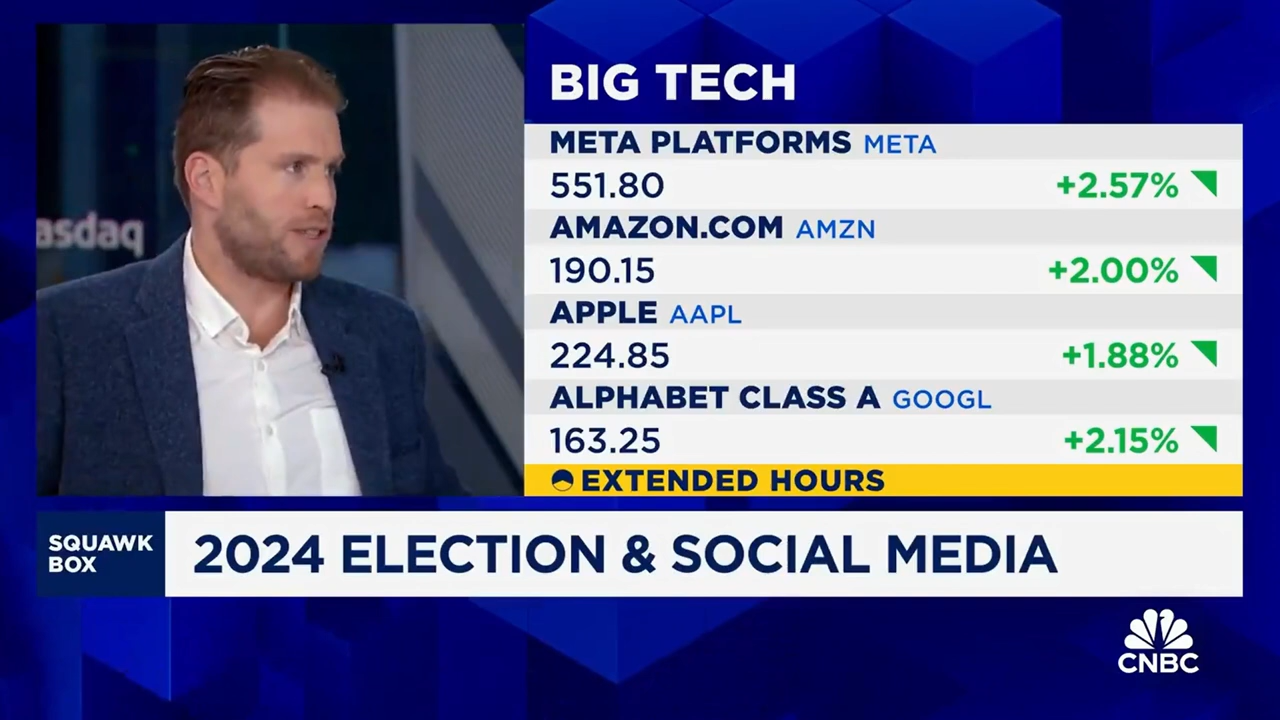 asdaq
BIG TECH
META PLATFORMS META
551.80 +2.57%
AMAZON.COM AMZN
190.15 +2.00%
APPLE AAPL
224.85 +1.88%
ALPHABET CLASS A GOOGL
163.25 +2.15%
EXTENDED HOURS
SQUAWK BOX
2024 ELECTION & SOCIAL MEDIA
CNBC